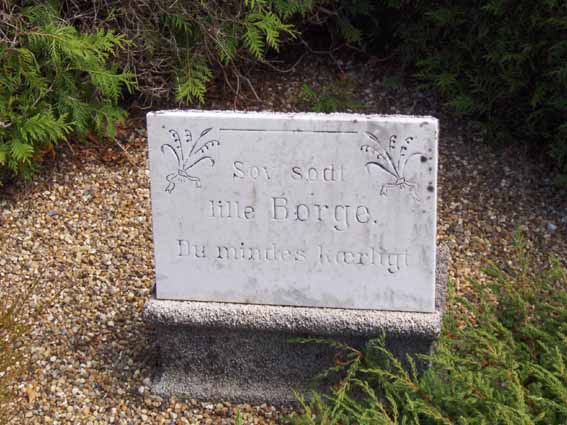 Sov sødt
lille Børge.
Du mindes kærligt